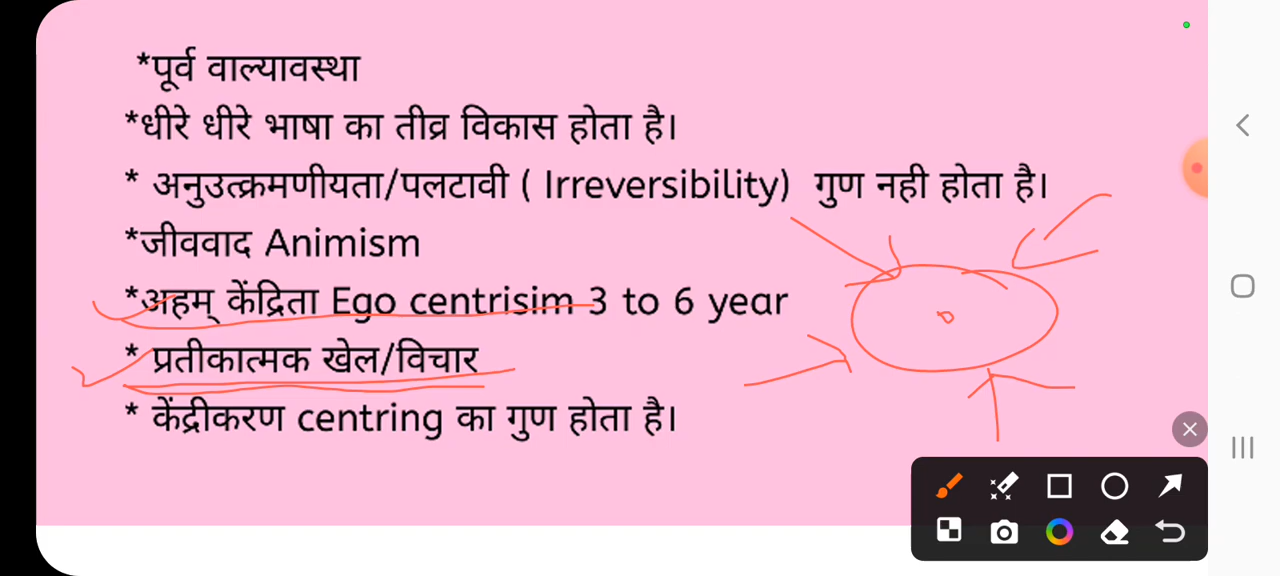 *पूर्व वाल्यावस्था
*धीरे धीरे भाषा का तीव्र विकास होता है।
* अनुउत्क्रमणीयता/पलटावी ( Irreversibility) गुण नही होता है।
*जीववाद Animism
*अहम् केंद्रिता Ego centrisim 3 to 6 year
* प्रतीकात्मक खेल/विचार
* केंद्रीकरण centring का गुण होता है।